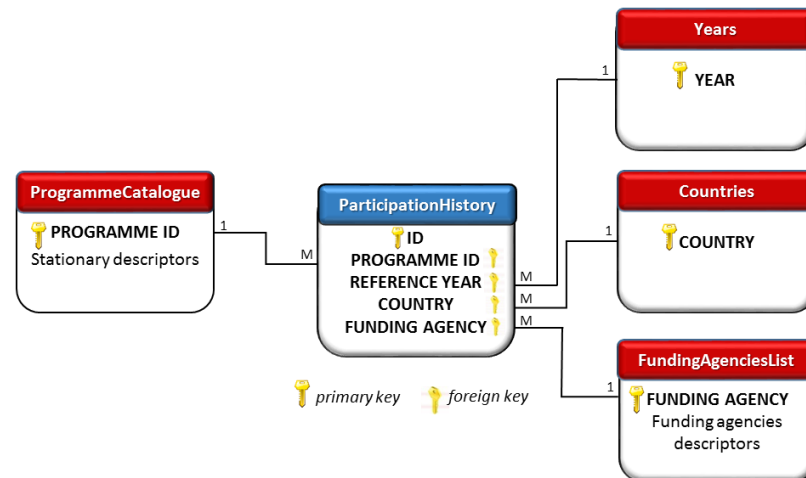 Years
1
YEAR
ProgrammeCatalogue
PROGRAMME ID
Stationary descriptors
1
M
ParticipationHistory
ID
PROGRAMME ID
REFERENCE YEAR
COUNTRY
FUNDING AGENCY
M
M
M
Countries
1
COUNTRY
FundingAgenciesList
1
FUNDING AGENCY
Funding agencies
descriptors
primary key
foreign key